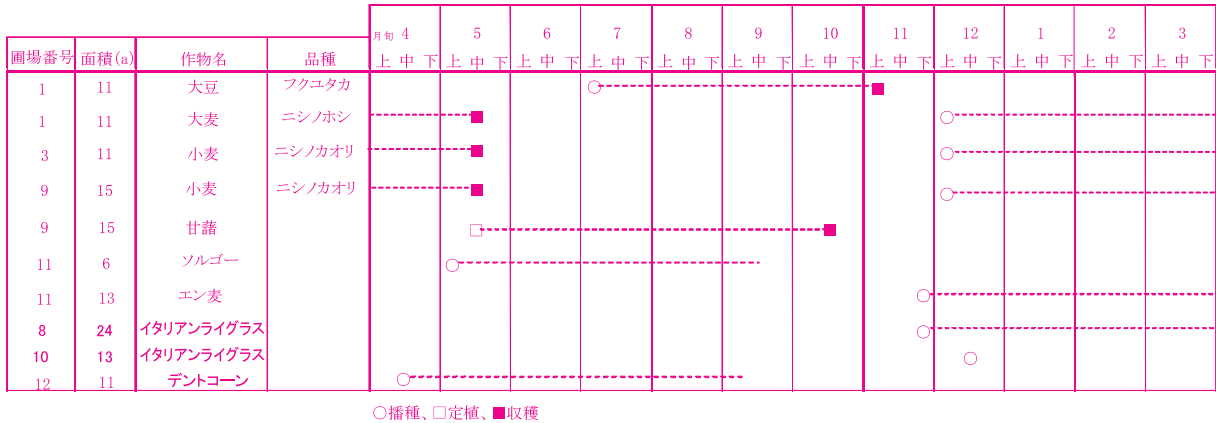 月旬 4 5 6 7 8 9 10 11 12 1 2 3
圃場番号 面積(a) 作物名 品種 上 中 下 上 中 下 上 中 下 上 中 下 上 中 下 上 中 下 上 中 下 上 中 下 上 中 下 上 中 下 上 中 下 上 中 下
1 11 大豆 フクユタカ
1 11 大麦 ニシノホシ
3 11 小麦 ニシノカオリ
9 15 小麦 ニシノカオリ
9 15 甘藷
11 6 ソルゴー
11 13 エン麦
8 24 イタリアンライグラス
10 13 イタリアンライグラス
12 11 デントコーン
○播種、□定植、■収穫